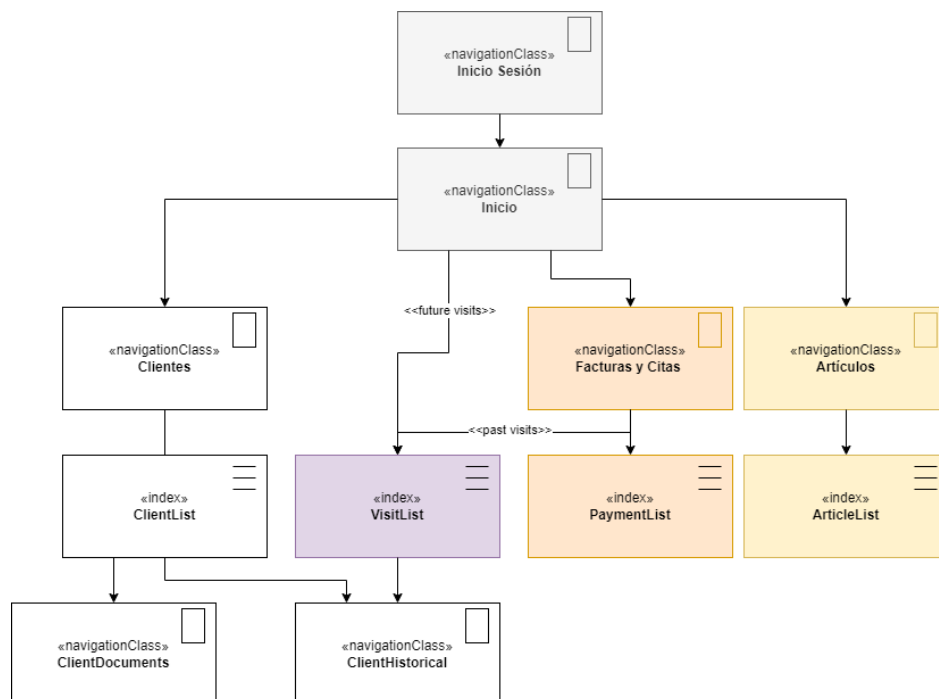 «navigationClass»
Inicio Sesión
«navigationClass»
Inicio
<<future visits>>
«navigationClass»
Clientes
«navigationClass»
Facturas y Citas
«navigationClass»
Artículos
<<past visits>>
«index»
ClientList
«index»
VisitList
«index»
PaymentList
«index»
ArticleList
«navigationClass»
ClientDocuments
«navigationClass»
ClientHistorical